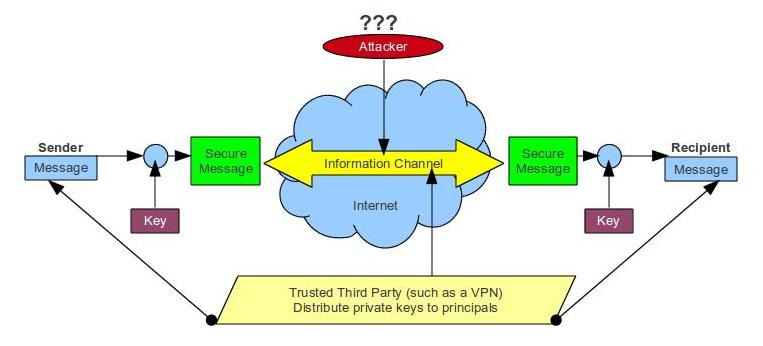 ???
Attacker
Sender
Message
Key
Secure
Message
Information Channel
Internet
Secure
Message
Key
Recipient
Message
Trusted Third Party (such as a VPN)
Distribute private keys to principals